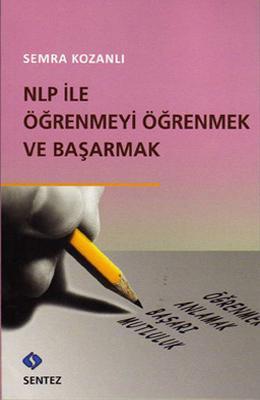 SEMRA KOZANLI
NLP İLE
ÖĞRENMEYİ ÖĞRENMEK
VE BAŞARMAK
ÖĞRENMEK
ANLAMAK
BAŞARI
MUTLULUK
SENTEZ